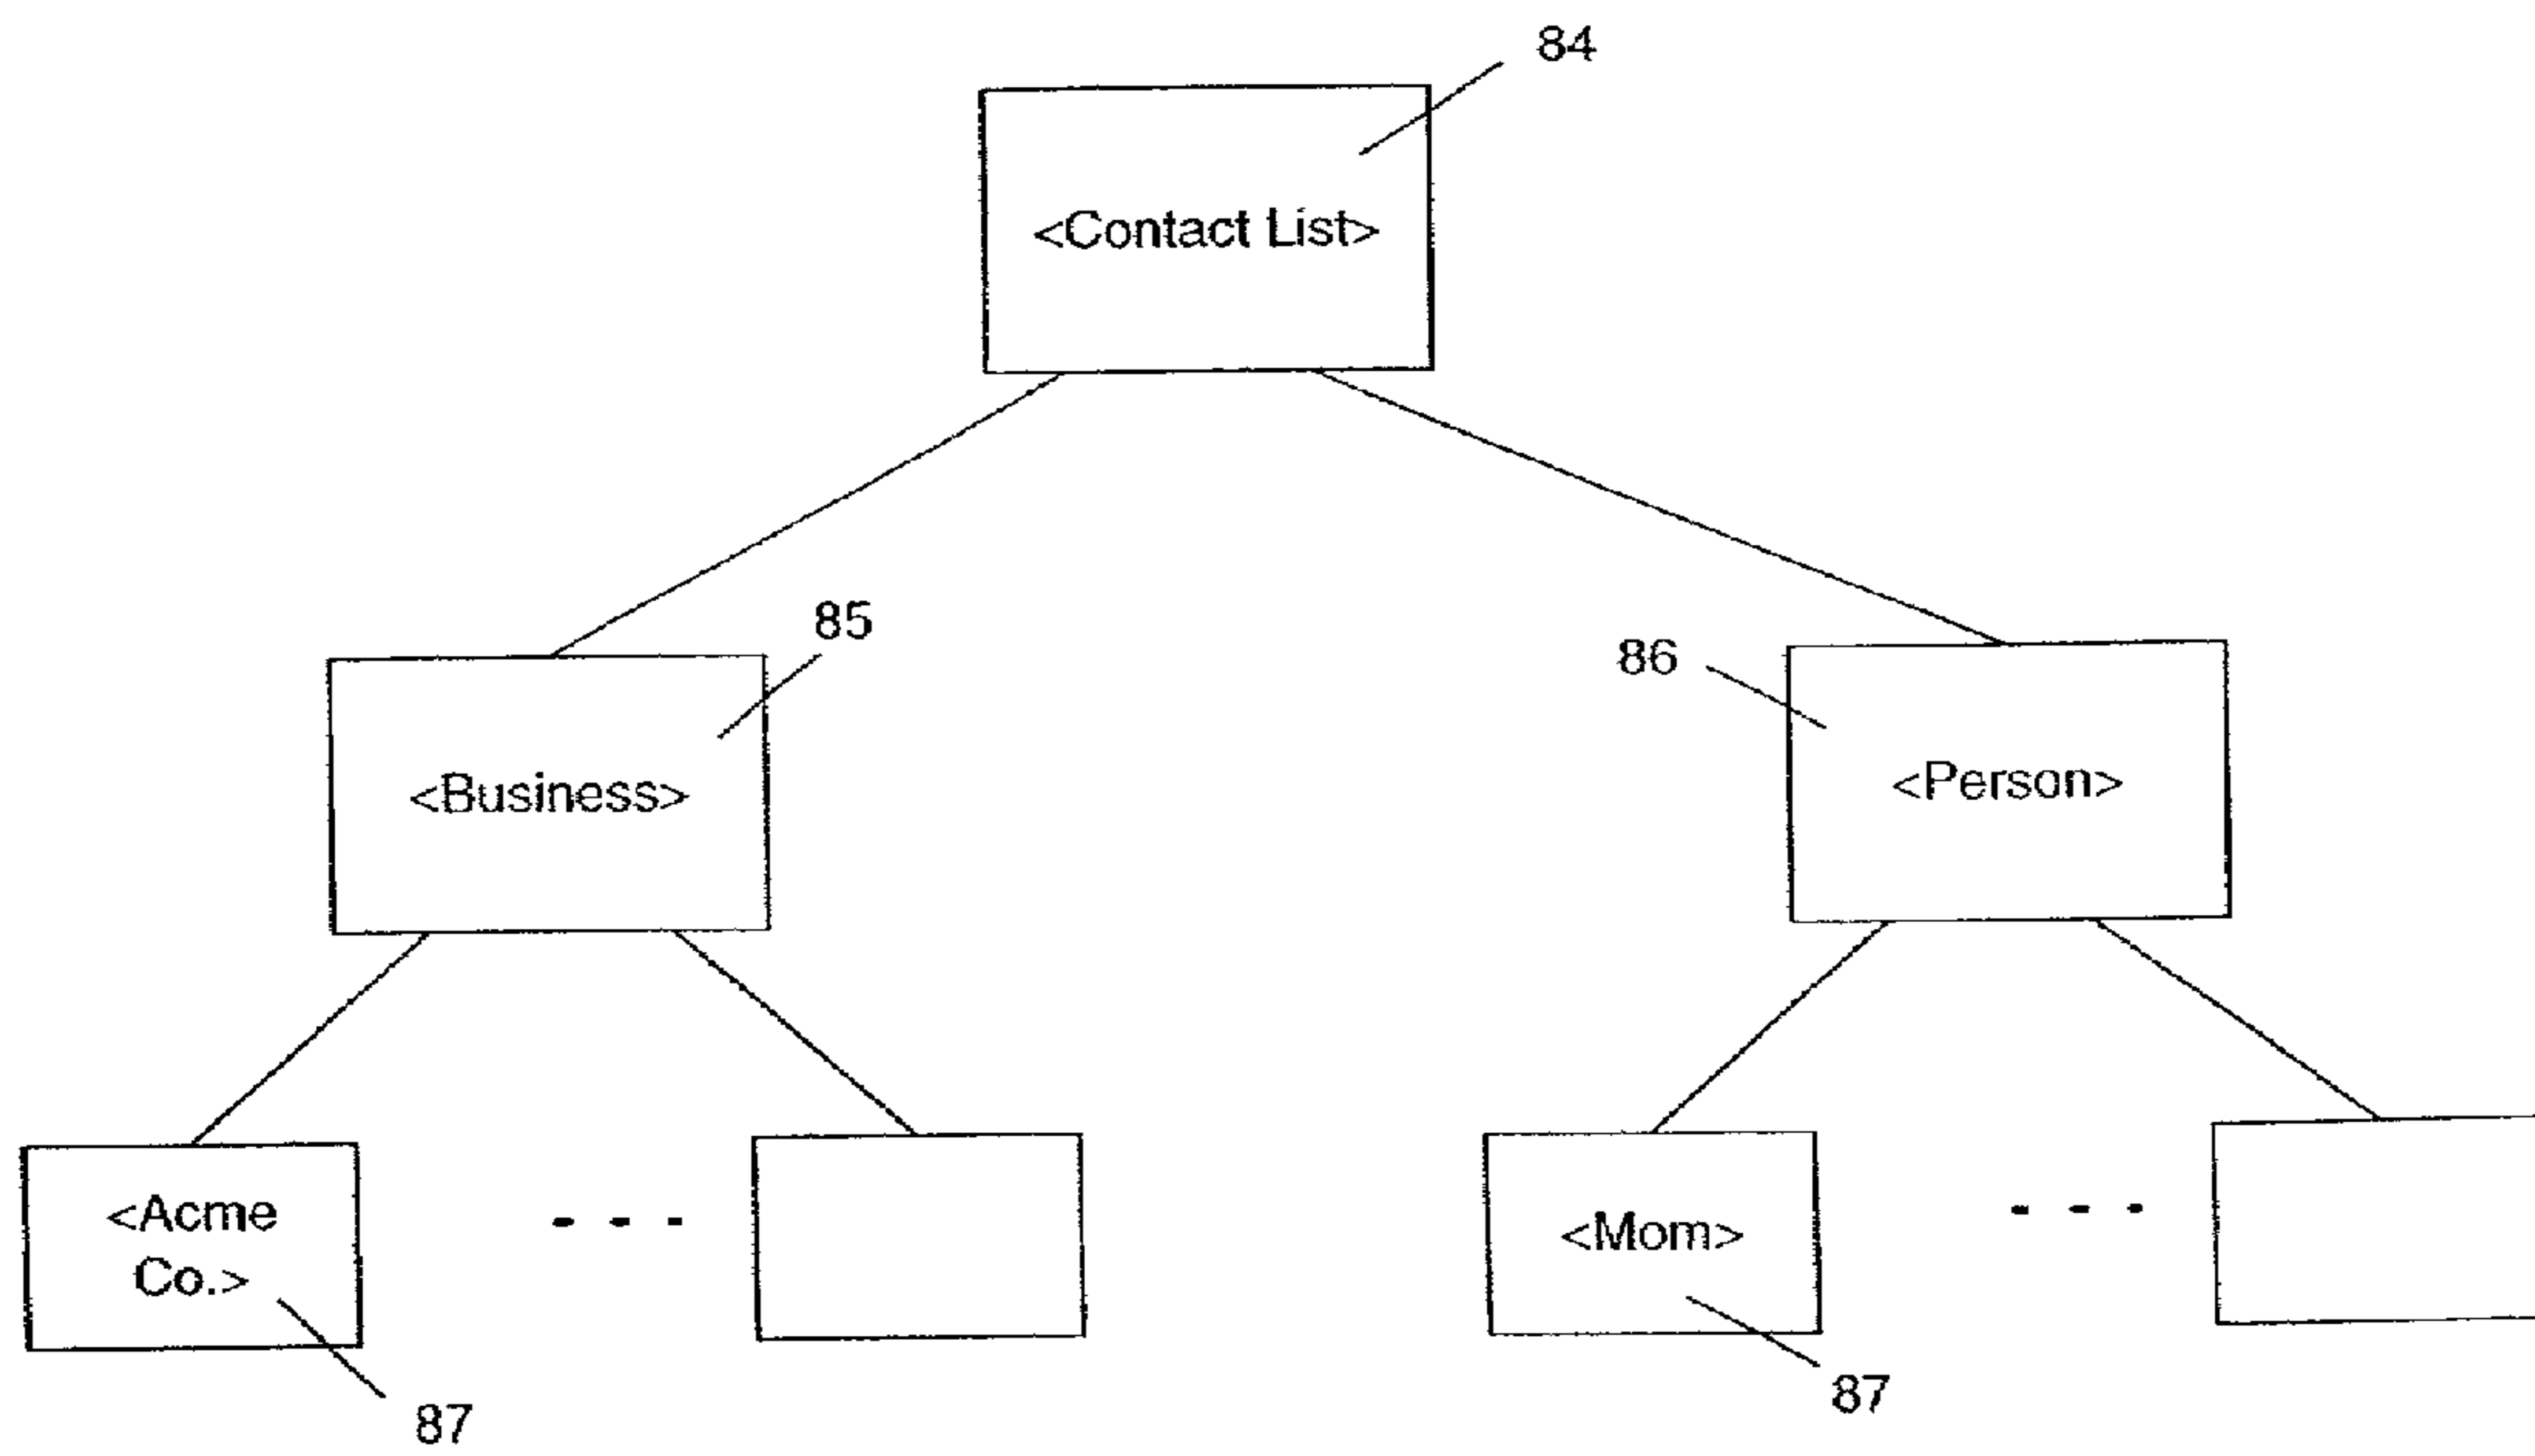 84
<Contact List>
85
86
<Business>
<Person>
<Acme
Co.>
<Mom>
87
87